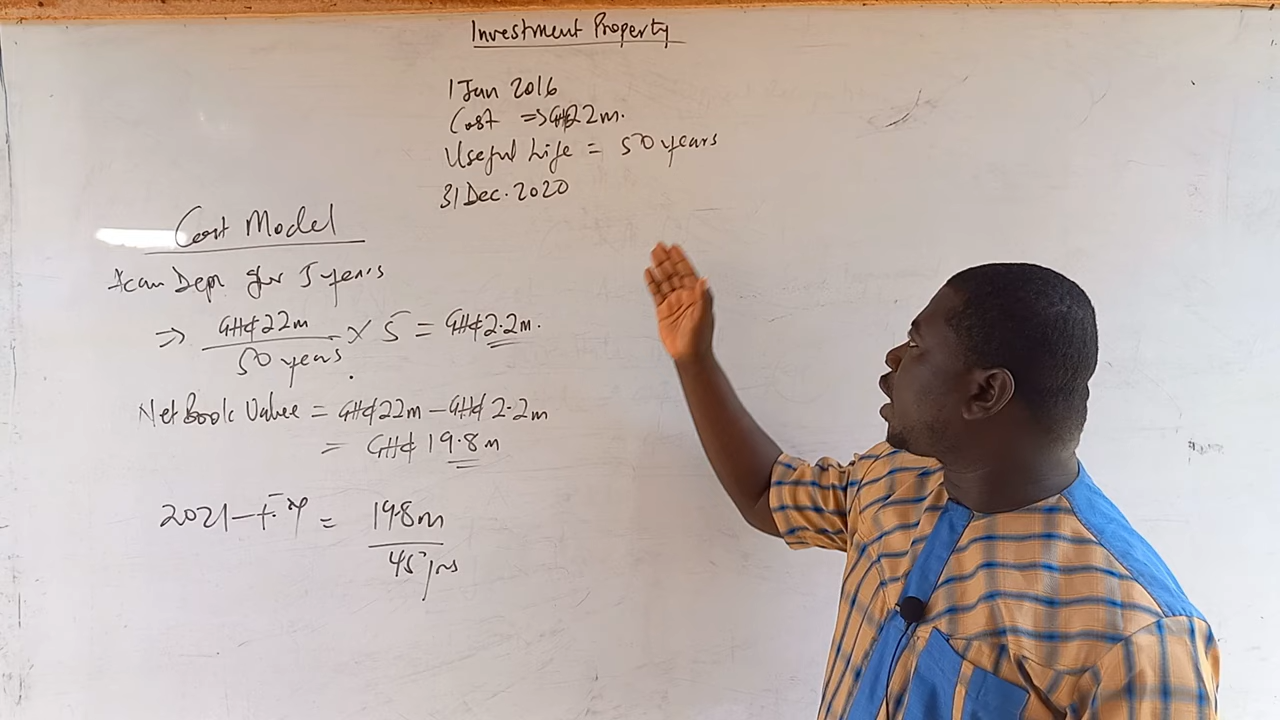 Investment Property
1 Jan 2016
Cost => GH¢22m.
Useful Life = 50 years
31 Dec. 2020
Cost Model
Acum Depr for 5 years
=> GH¢22m / 50 years × 5 = GH¢2.2m.
Net Book Value = GH¢22m - GH¢2.2m
= GH¢ 19.8m
2021 - = 19.8m / 45 yrs